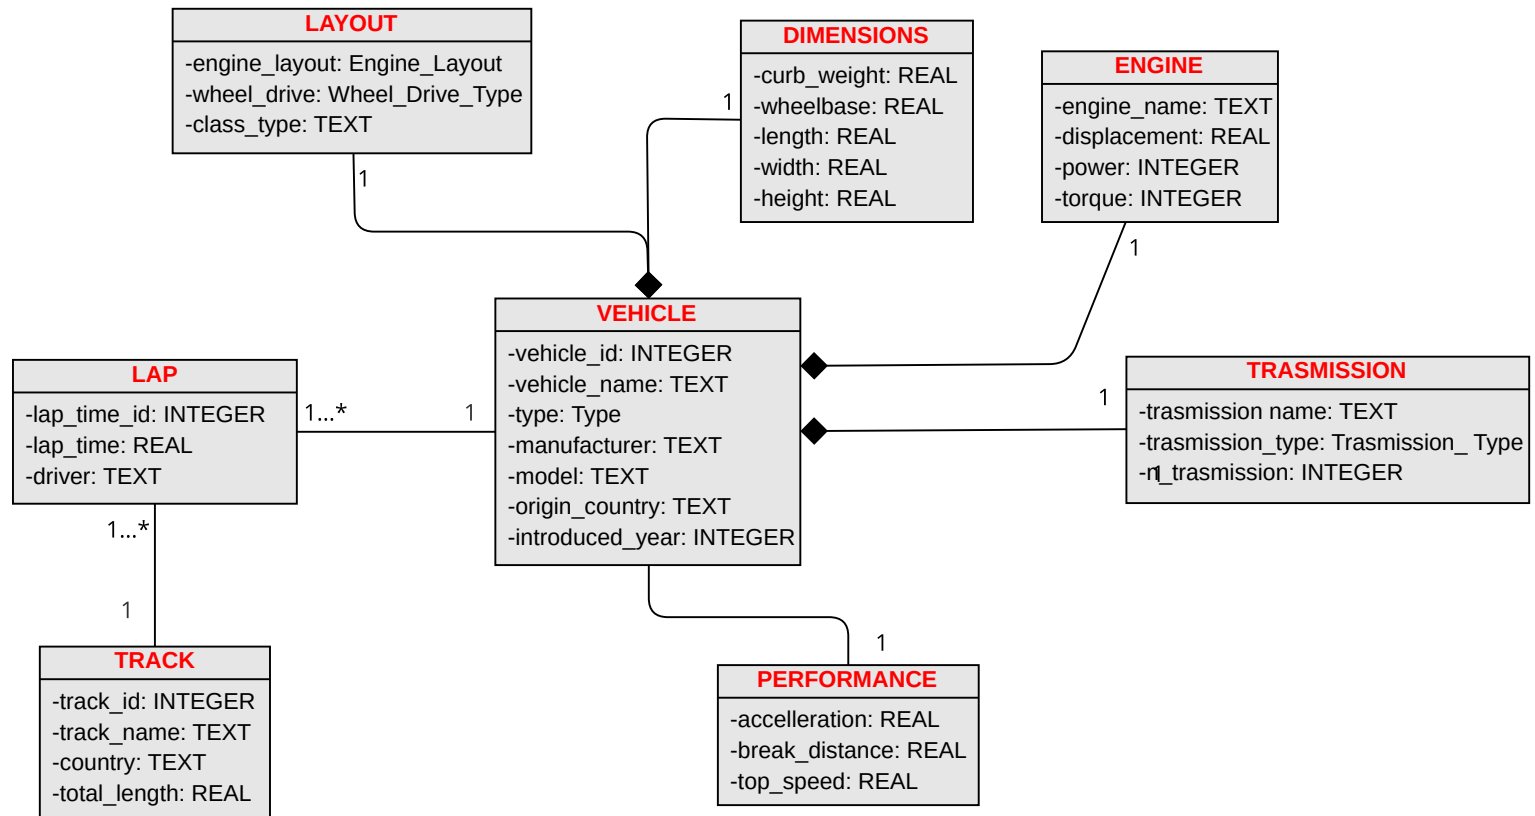 LAYOUT
-engine_layout: Engine_Layout
-wheel_drive: Wheel_Drive_Type
-class_type: TEXT
1
DIMENSIONS
-curb_weight: REAL
-wheelbase: REAL
-length: REAL
-width: REAL
-height: REAL
1
ENGINE
-engine_name: TEXT
-displacement: REAL
-power: INTEGER
-torque: INTEGER
1
VEHICLE
-vehicle_id: INTEGER
-vehicle_name: TEXT
-type: Type
-manufacturer: TEXT
-model: TEXT
-origin_country: TEXT
-introduced_year: INTEGER
LAP
-lap_time_id: INTEGER
-lap_time: REAL
-driver: TEXT
1...*
1
TRASMISSION
-trasmission name: TEXT
-trasmission_type: Trasmission_ Type
-n_trasmission: INTEGER
1
1
1...*
1
TRACK
-track_id: INTEGER
-track_name: TEXT
-country: TEXT
-total_length: REAL
1
PERFORMANCE
-accelleration: REAL
-break_distance: REAL
-top_speed: REAL